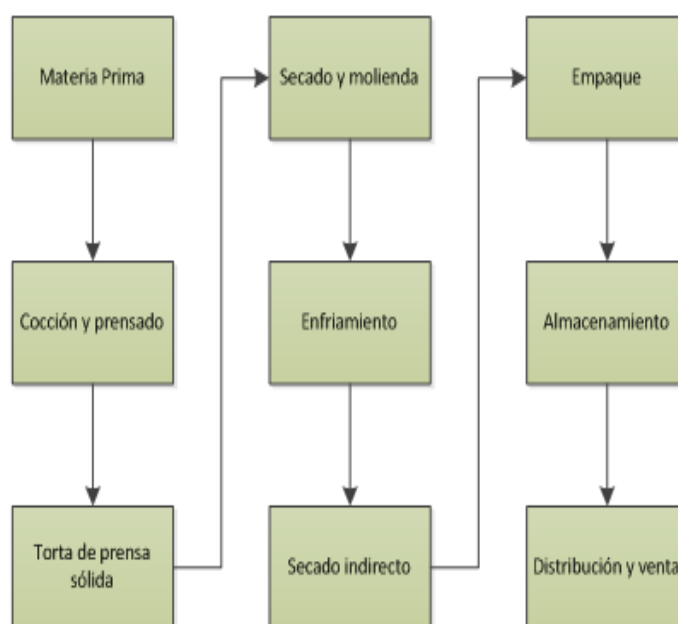 Materia Prima
Cocción y prensado
Torta de prensa
sólida
Secado y molienda
Enfriamiento
Secado indirecto
Empaque
Almacenamiento
Distribución y venta